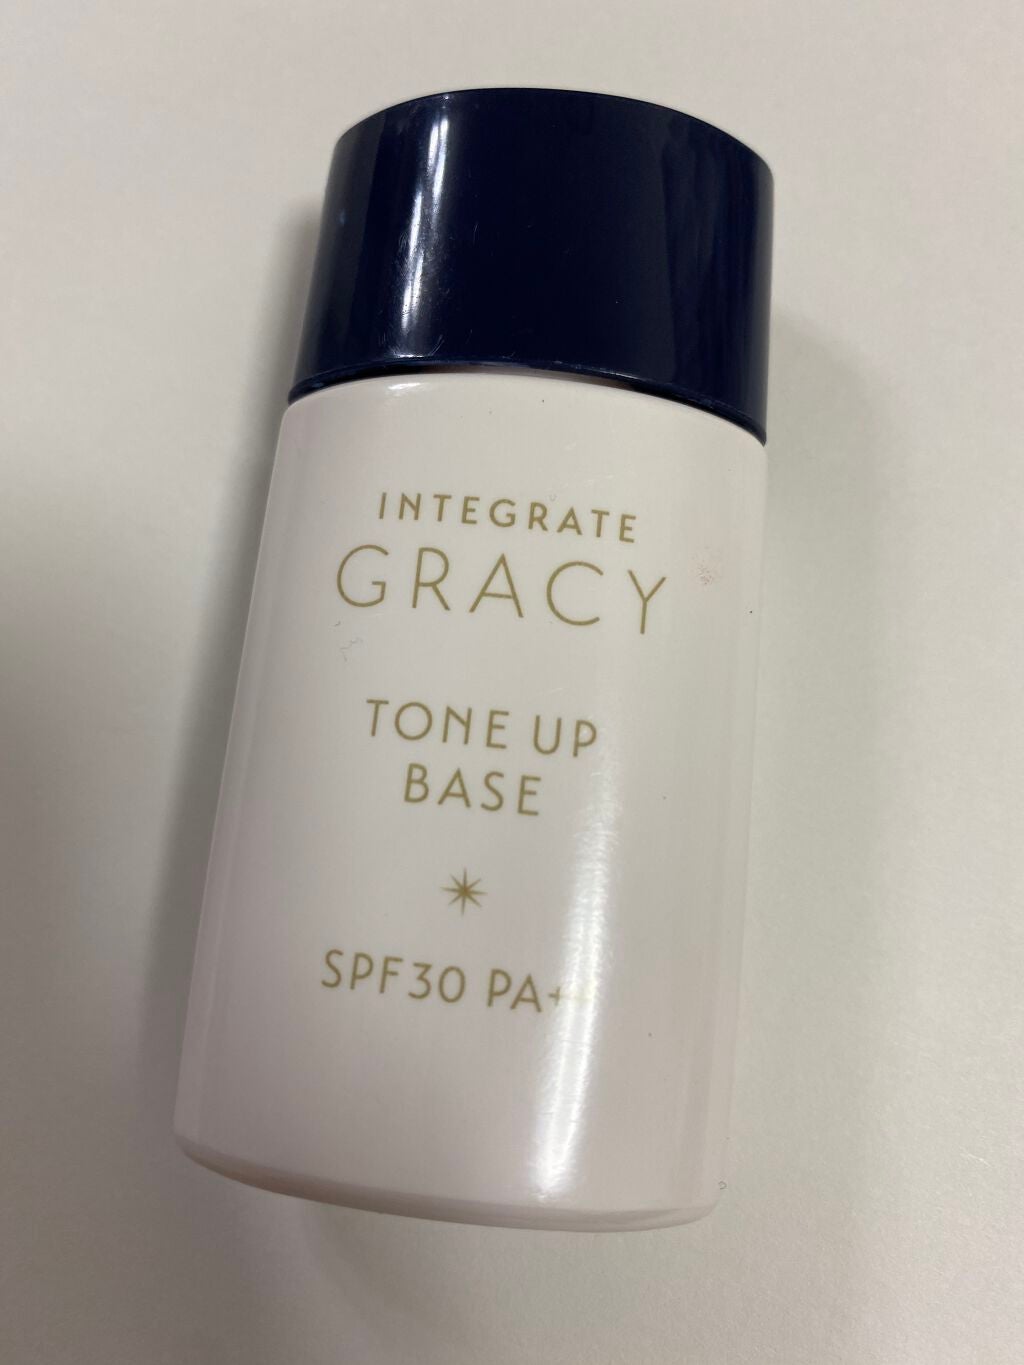 INTEGRATE
GRACY
TONE UP
BASE
SPF30 PA++